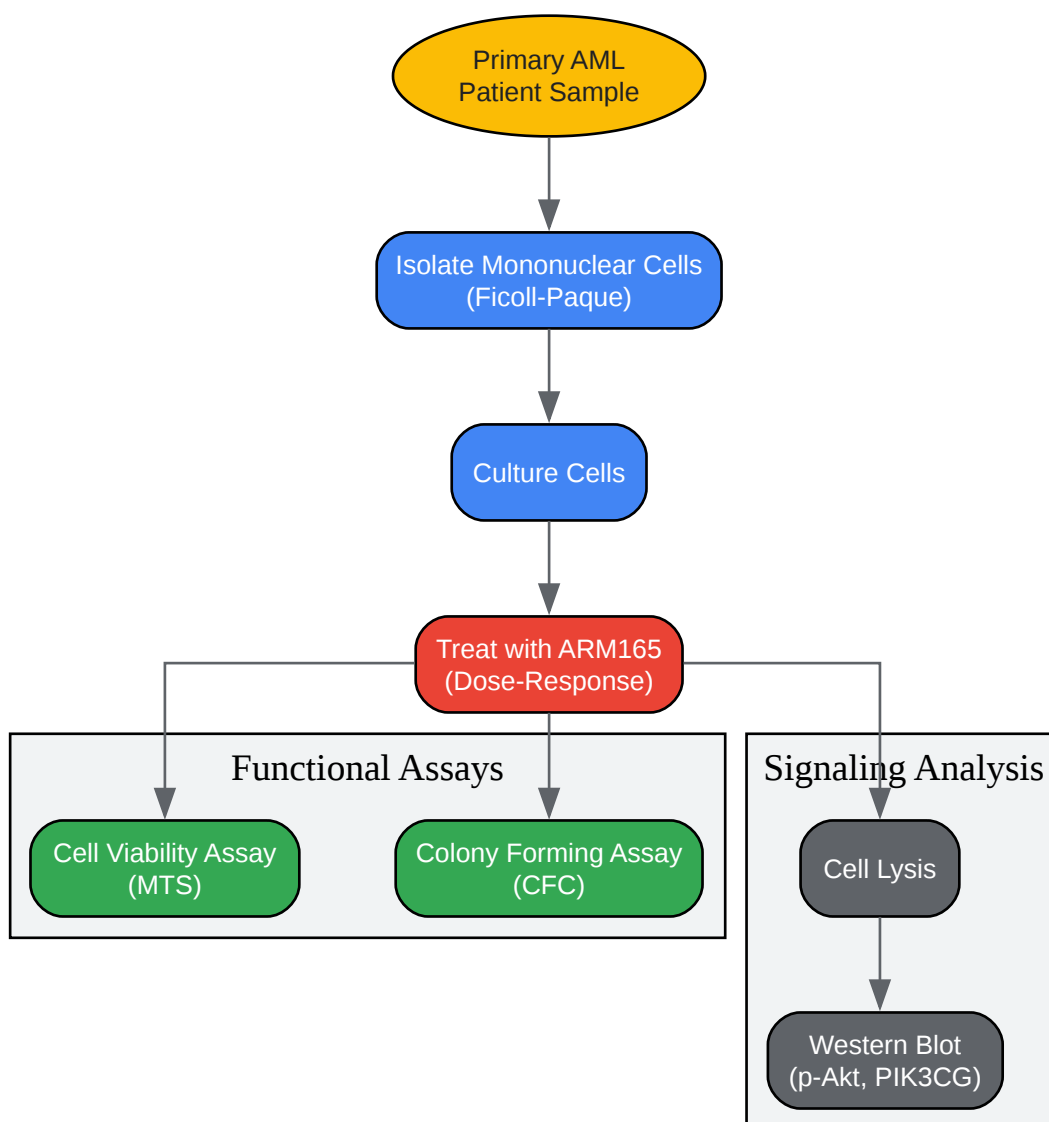 Primary AML
Patient Sample
Isolate Mononuclear Cells
(Ficoll-Paque)
Culture Cells
Treat with ARM165
(Dose-Response)
Functional Assays
Cell Viability Assay
(MTS)
Colony Forming Assay
(CFC)
Signaling Analysis
Cell Lysis
Western Blot
(p-Akt, PIK3CG)